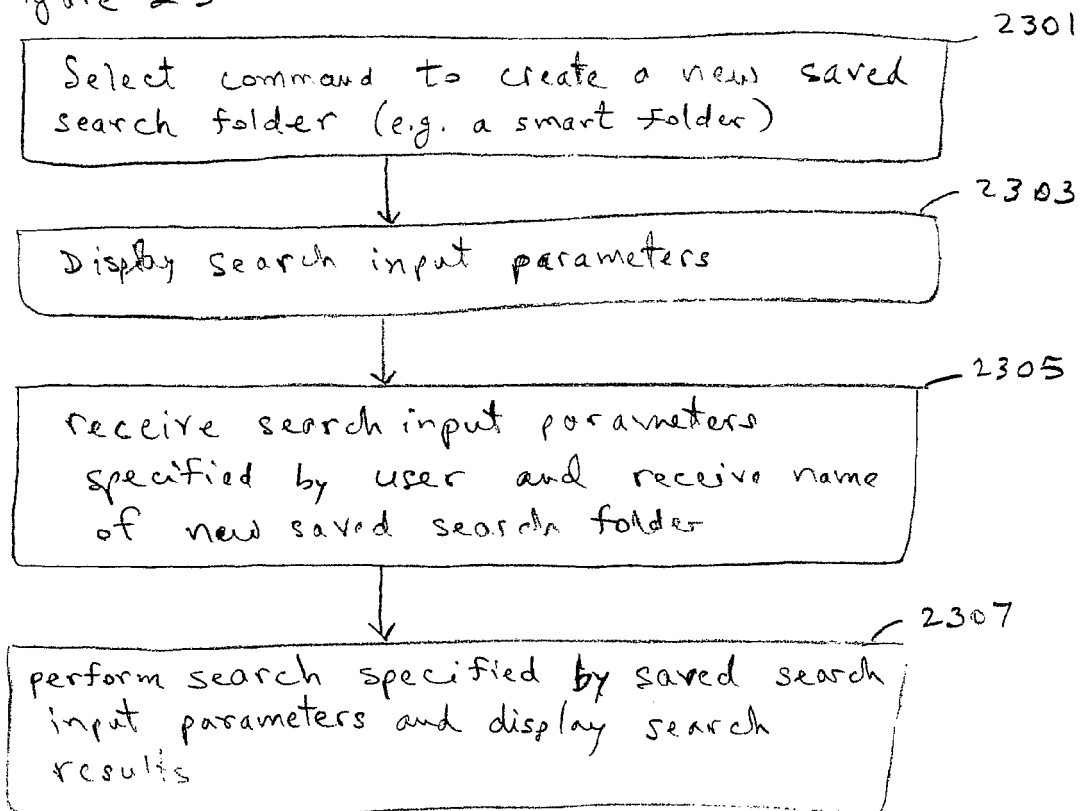 2301
Select command to create a new saved
search folder (e.g. a smart folder)
2303
Display search input parameters
2305
receive search input parameters
specified by user and receive name
of new saved search folder
2307
perform search specified by saved search
input parameters and display search
results